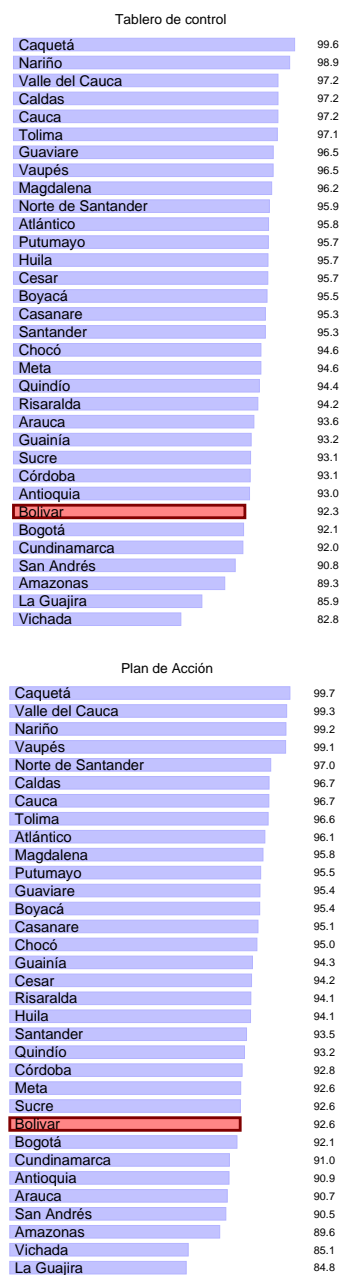 Tablero de control
Caquetá 99.6
Nariño 98.9
Valle del Cauca 97.2
Caldas 97.2
Cauca 97.2
Tolima 97.1
Guaviare 96.5
Vaupés 96.5
Magdalena 96.2
Norte de Santander 95.9
Atlántico 95.8
Putumayo 95.7
Huila 95.7
Cesar 95.7
Boyacá 95.5
Casanare 95.3
Santander 95.3
Chocó 94.6
Meta 94.6
Quindío 94.4
Risaralda 94.2
Arauca 93.6
Guainía 93.2
Sucre 93.1
Córdoba 93.1
Antioquia 93.0
Bolivar 92.3
Bogotá 92.1
Cundinamarca 92.0
San Andrés 90.8
Amazonas 89.3
La Guajira 85.9
Vichada 82.8
Plan de Acción
Caquetá 99.7
Valle del Cauca 99.3
Nariño 99.2
Vaupés 99.1
Norte de Santander 97.0
Caldas 96.7
Cauca 96.7
Tolima 96.6
Atlántico 96.1
Magdalena 95.8
Putumayo 95.5
Guaviare 95.4
Boyacá 95.4
Casanare 95.1
Chocó 95.0
Guainía 94.3
Cesar 94.2
Risaralda 94.1
Huila 94.1
Santander 93.5
Quindío 93.2
Córdoba 92.8
Meta 92.6
Sucre 92.6
Bolivar 92.6
Bogotá 92.1
Cundinamarca 91.0
Antioquia 90.9
Arauca 90.7
San Andrés 90.5
Amazonas 89.6
Vichada 85.1
La Guajira 84.8